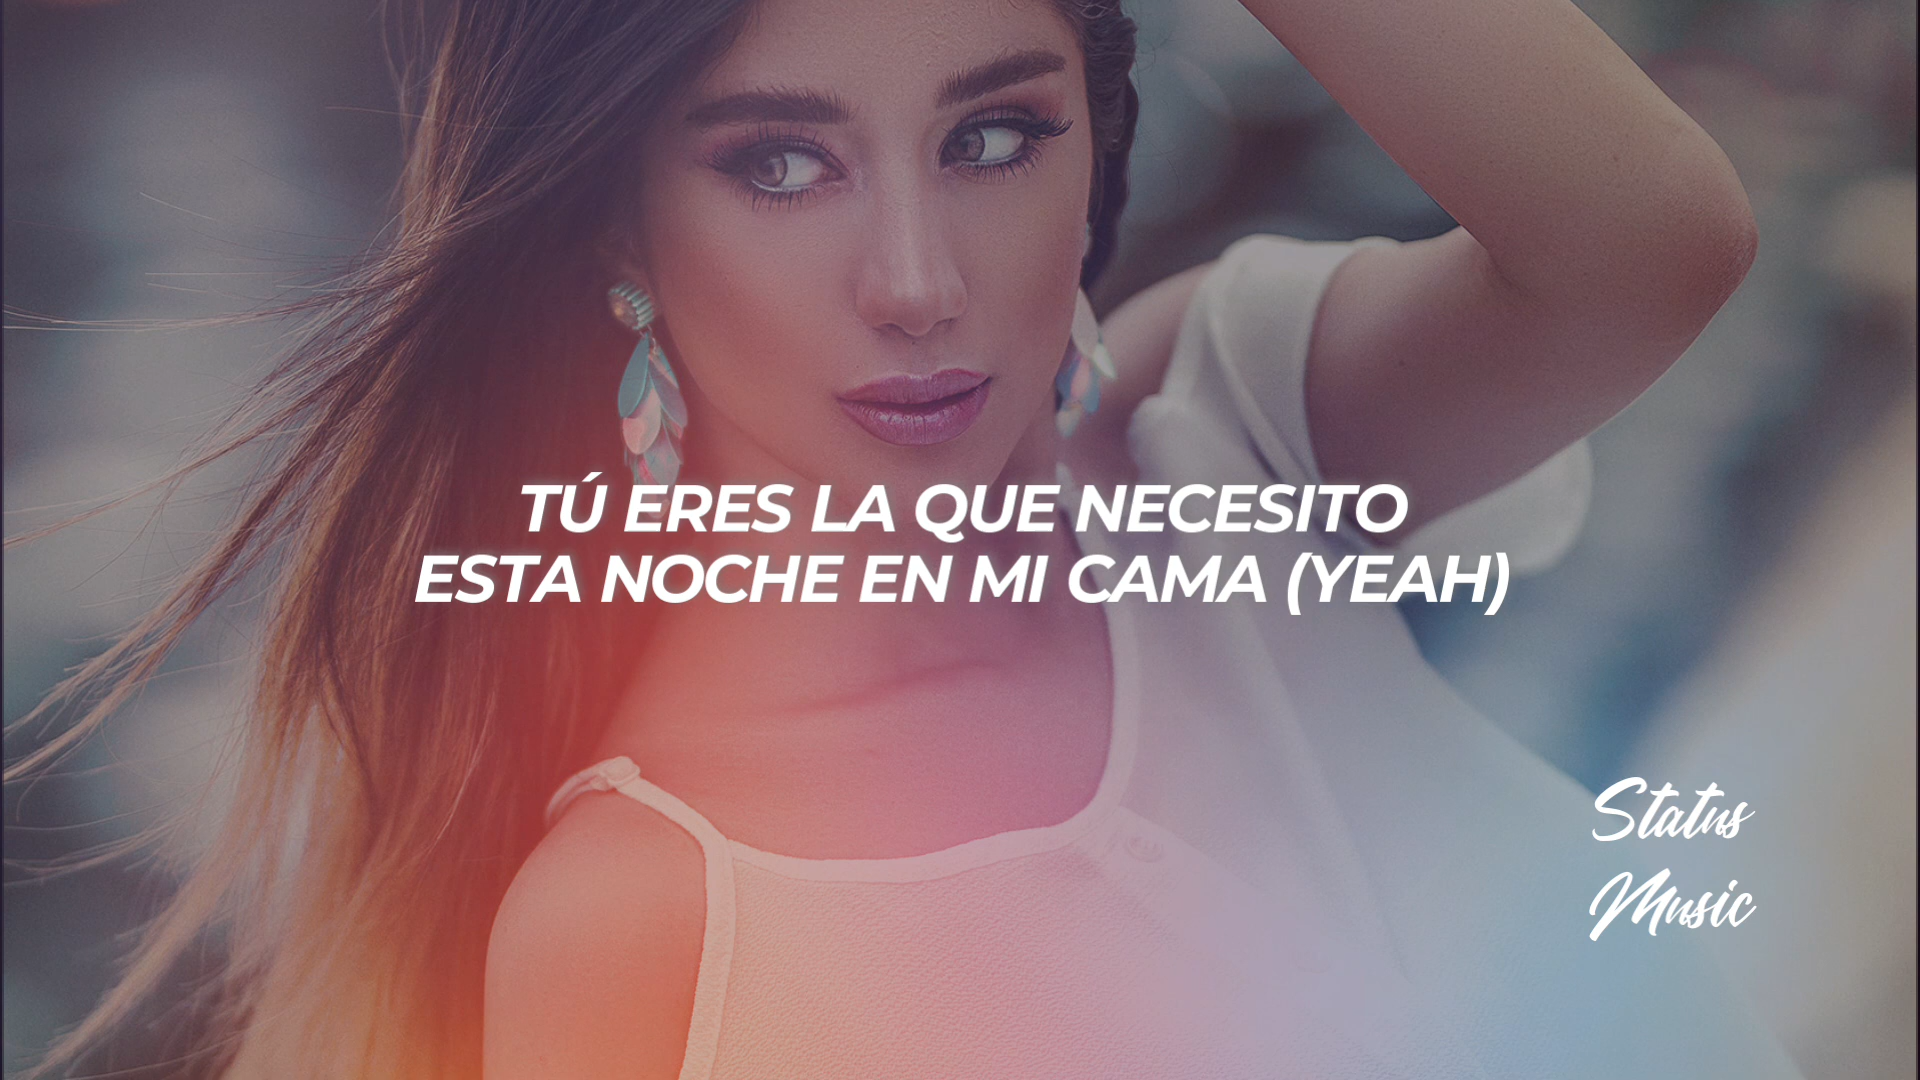 TÚ ERES LA QUE NECESITO
ESTA NOCHE EN MI CAMA (YEAH)
Status
Music